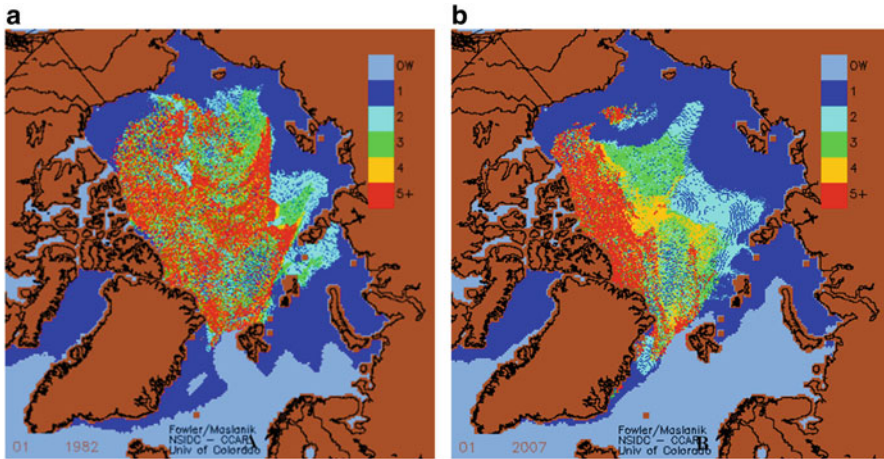 a
OW
1
2
3
4
5+
Fowler/Maslanik
NSIDC – CCAR
Univ of Colorado
A
01 1982
b
OW
1
2
3
4
5+
Fowler/Maslanik
NSIDC – CCAR
Univ of Colorado
B
01 2007